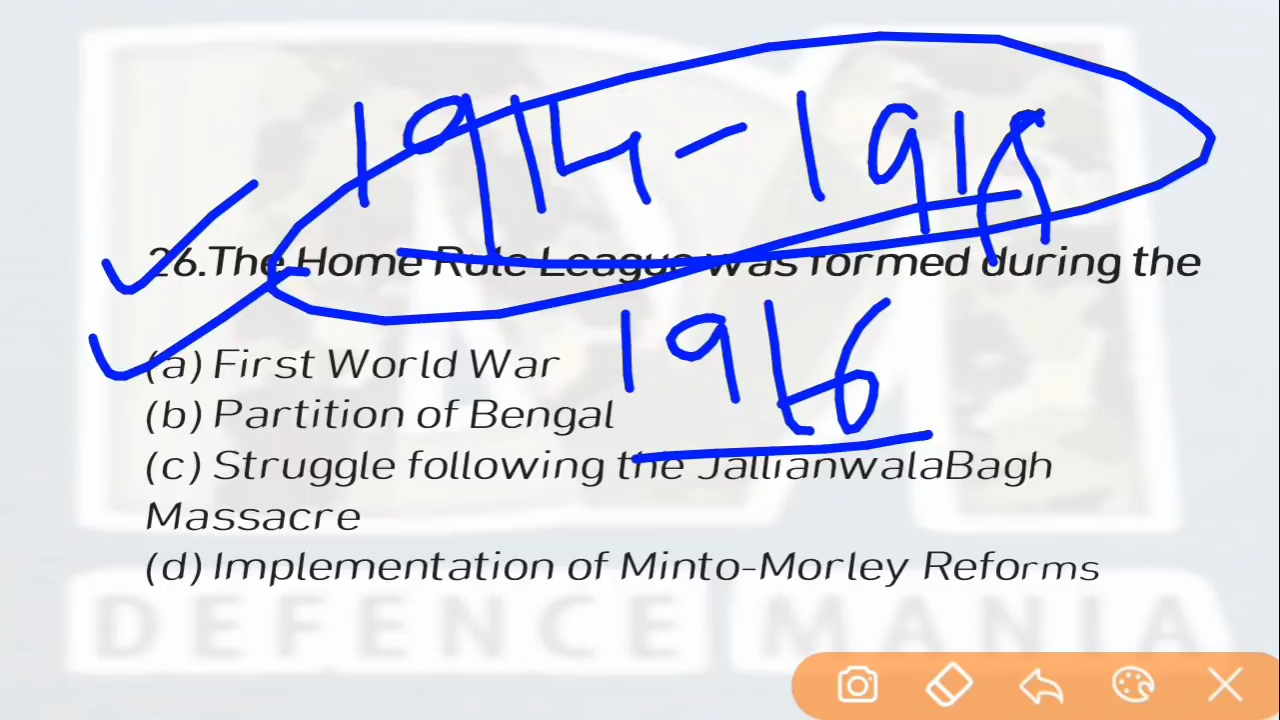 1914-1918
26.The Home Rule League was formed during the
1916
(a) First World War
(b) Partition of Bengal
(c) Struggle following the JallianwalaBagh
Massacre
(d) Implementation of Minto-Morley Reforms
DEFENCE MANIA